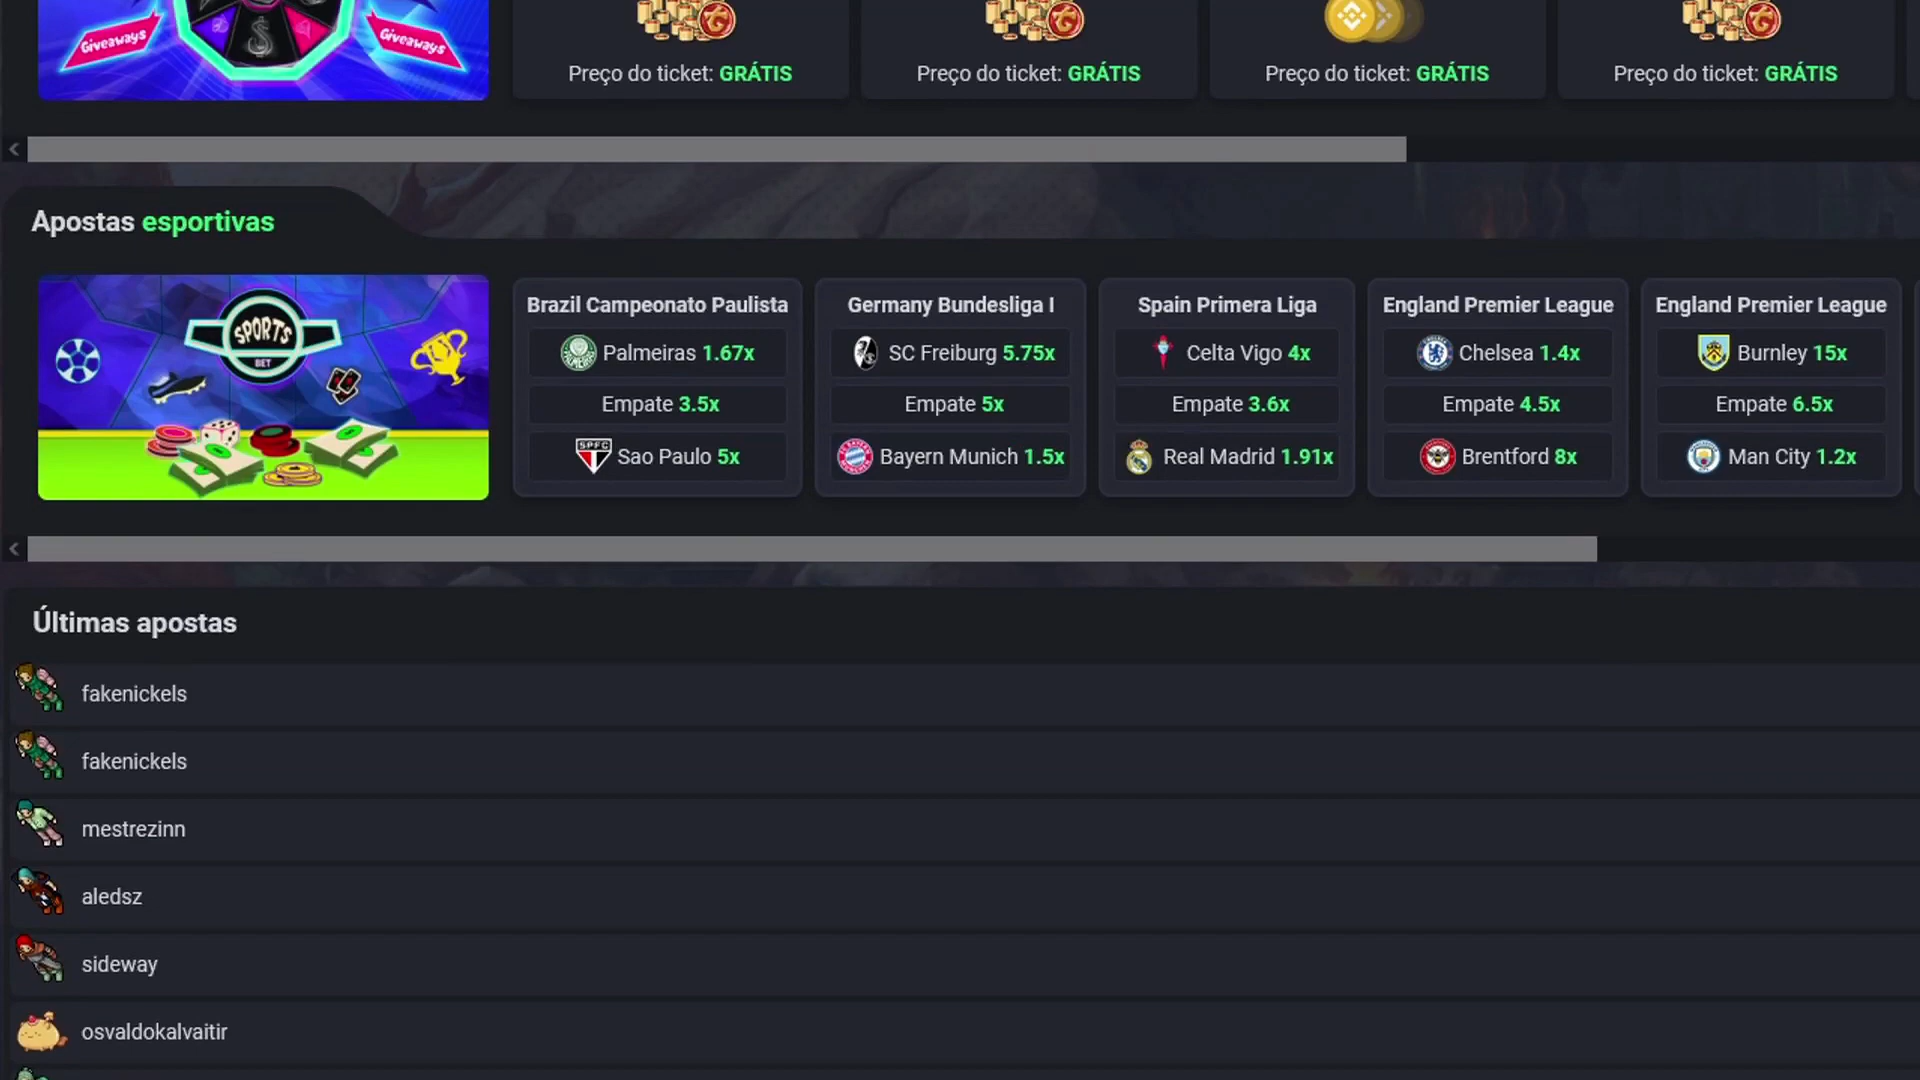 Giveaways
Giveaways
Preço do ticket: GRÁTIS
Preço do ticket: GRÁTIS
Preço do ticket: GRÁTIS
Preço do ticket: GRÁTIS
Apostas esportivas
SPORTS
BET
Brazil Campeonato Paulista
Palmeiras 1.67x
Empate 3.5x
SPFC
Sao Paulo 5x
Germany Bundesliga I
SC Freiburg 5.75x
Empate 5x
Bayern Munich 1.5x
Spain Primera Liga
Celta Vigo 4x
Empate 3.6x
Real Madrid 1.91x
England Premier League
Chelsea 1.4x
Empate 4.5x
Brentford 8x
England Premier League
Burnley 15x
Empate 6.5x
Man City 1.2x
Últimas apostas
fakenickels
fakenickels
mestrezinn
aledsz
sideway
osvaldokalvaitir